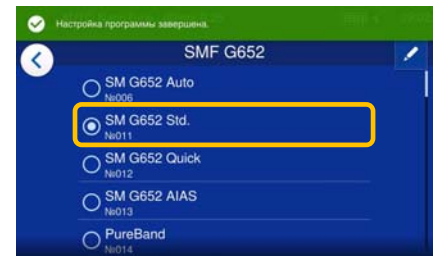 Настройка программы завершена.
SMF G652
SM G652 Auto
№006
SM G652 Std.
№011
SM G652 Quick
№012
SM G652 AIAS
№013
PureBand
№014